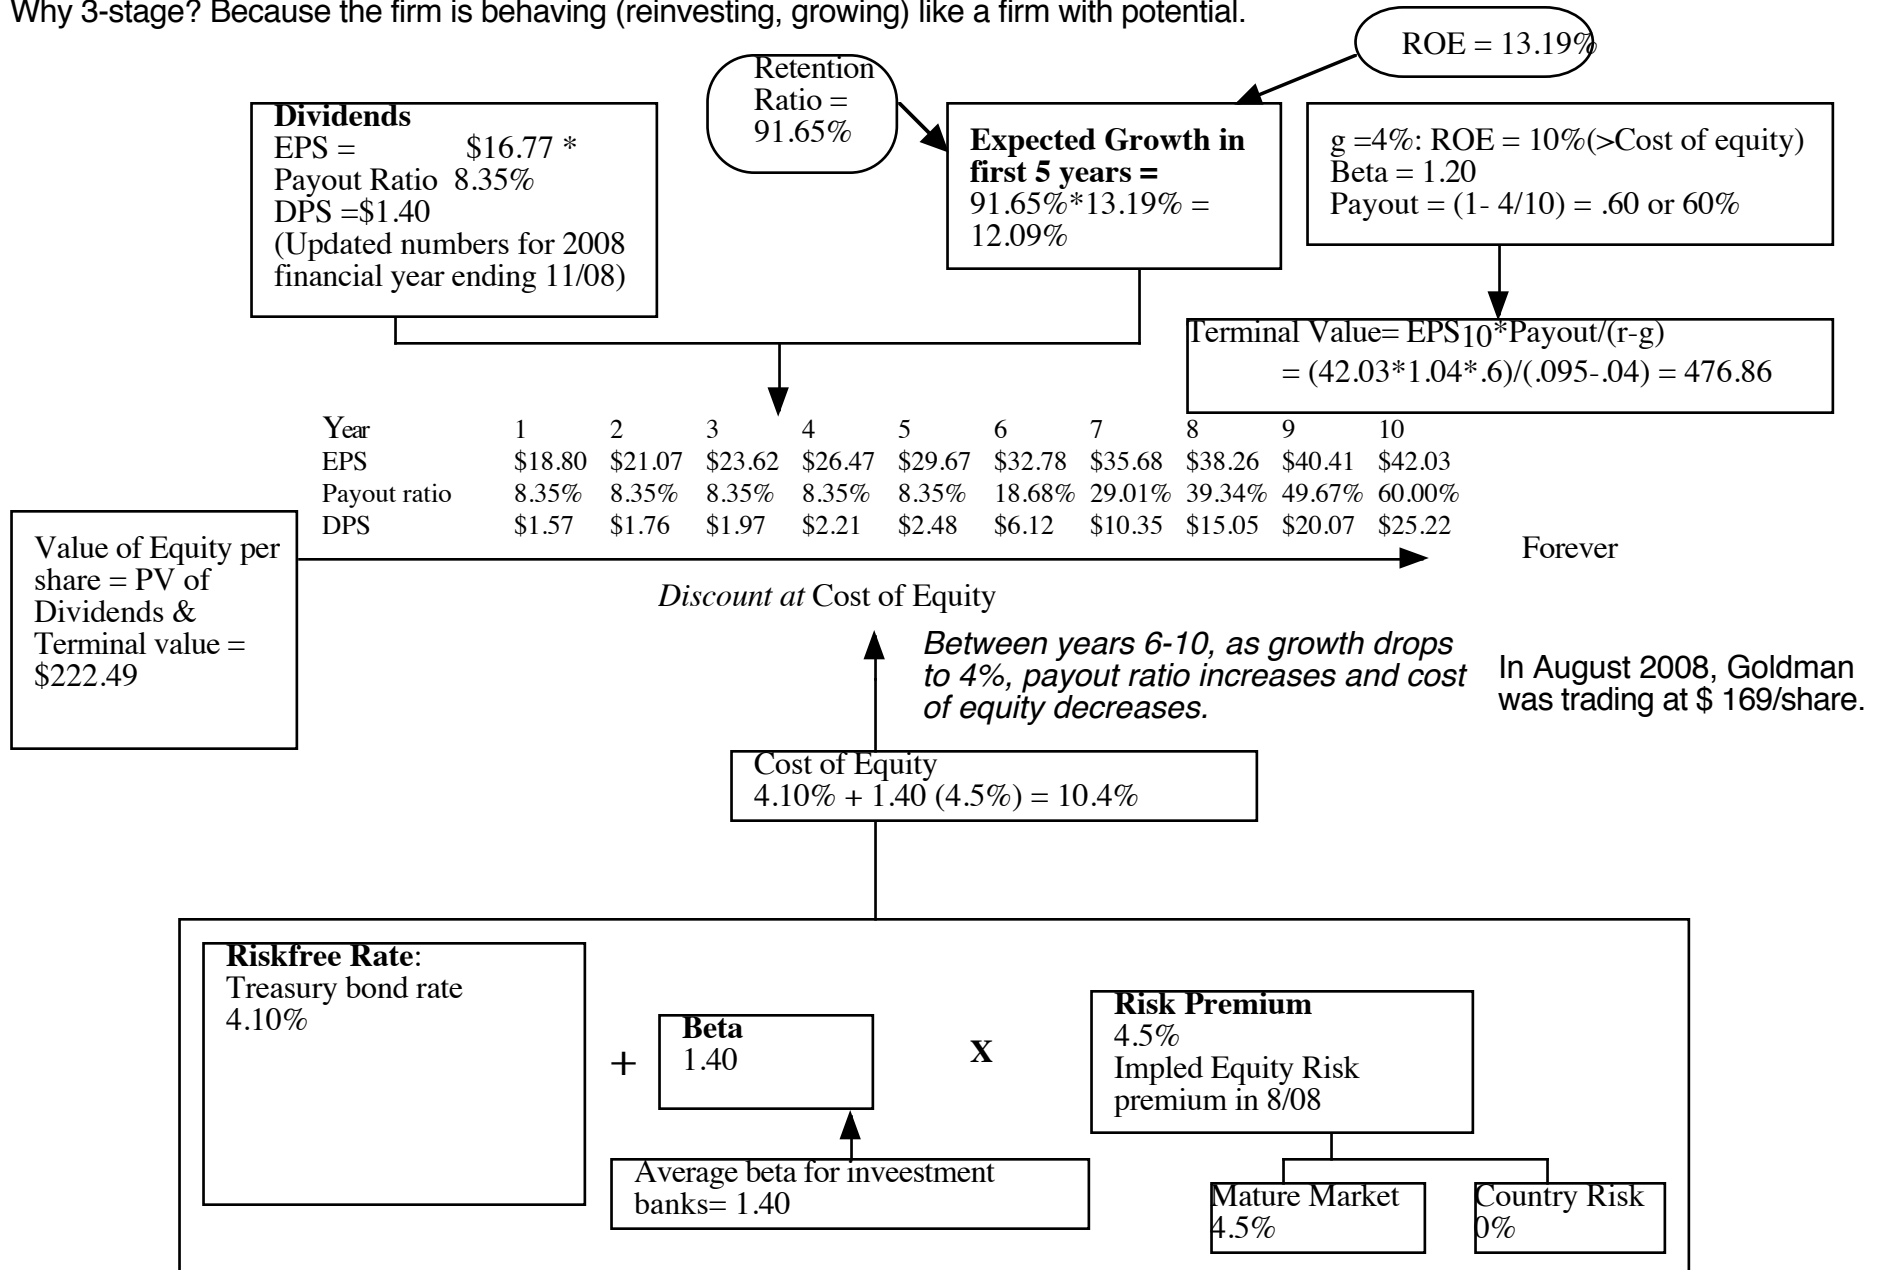 Why 3-stage? Because the firm is behaving (reinvesting, growing) like a firm with potential.
ROE = 13.19%
Retention
Ratio =
91.65%
Dividends
EPS = $16.77 *
Payout Ratio 8.35%
DPS =$1.40
(Updated numbers for 2008
financial year ending 11/08)
Expected Growth in
first 5 years =
91.65%*13.19% =
12.09%
g =4%: ROE = 10%(>Cost of equity)
Beta = 1.20
Payout = (1- 4/10) = .60 or 60%
Terminal Value= EPS10*Payout/(r-g)
= (42.03*1.04*.6)/(.095-.04) = 476.86
Year 1 2 3 4 5 6 7 8 9 10
EPS $18.80 $21.07 $23.62 $26.47 $29.67 $32.78 $35.68 $38.26 $40.41 $42.03
Payout ratio 8.35% 8.35% 8.35% 8.35% 8.35% 18.68% 29.01% 39.34% 49.67% 60.00%
DPS $1.57 $1.76 $1.97 $2.21 $2.48 $6.12 $10.35 $15.05 $20.07 $25.22
Value of Equity per
share = PV of
Dividends &
Terminal value =
$222.49
Forever
Discount at Cost of Equity
Between years 6-10, as growth drops
to 4%, payout ratio increases and cost
of equity decreases.
In August 2008, Goldman
was trading at $ 169/share.
Cost of Equity
4.10% + 1.40 (4.5%) = 10.4%
Riskfree Rate:
Treasury bond rate
4.10%
+
Beta
1.40
X
Risk Premium
4.5%
Impled Equity Risk
premium in 8/08
Average beta for inveestment
banks= 1.40
Mature Market
4.5%
Country Risk
0%